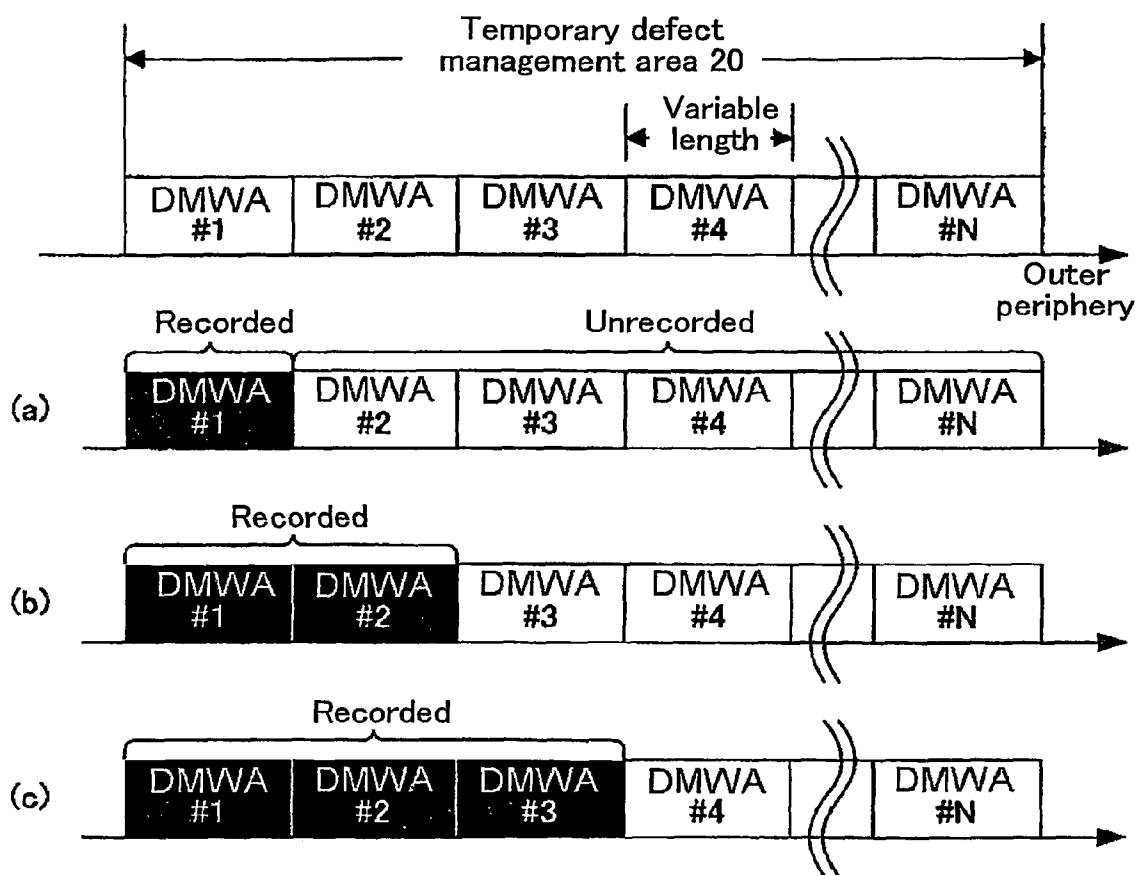 Temporary defect
management area 20
Variable
length
DMWA #1 DMWA #2 DMWA #3 DMWA #4 DMWA #N
Outer
periphery
Recorded Unrecorded
(a) DMWA #1 DMWA #2 DMWA #3 DMWA #4 DMWA #N
Recorded
(b) DMWA #1 DMWA #2 DMWA #3 DMWA #4 DMWA #N
Recorded
(c) DMWA #1 DMWA #2 DMWA #3 DMWA #4 DMWA #N